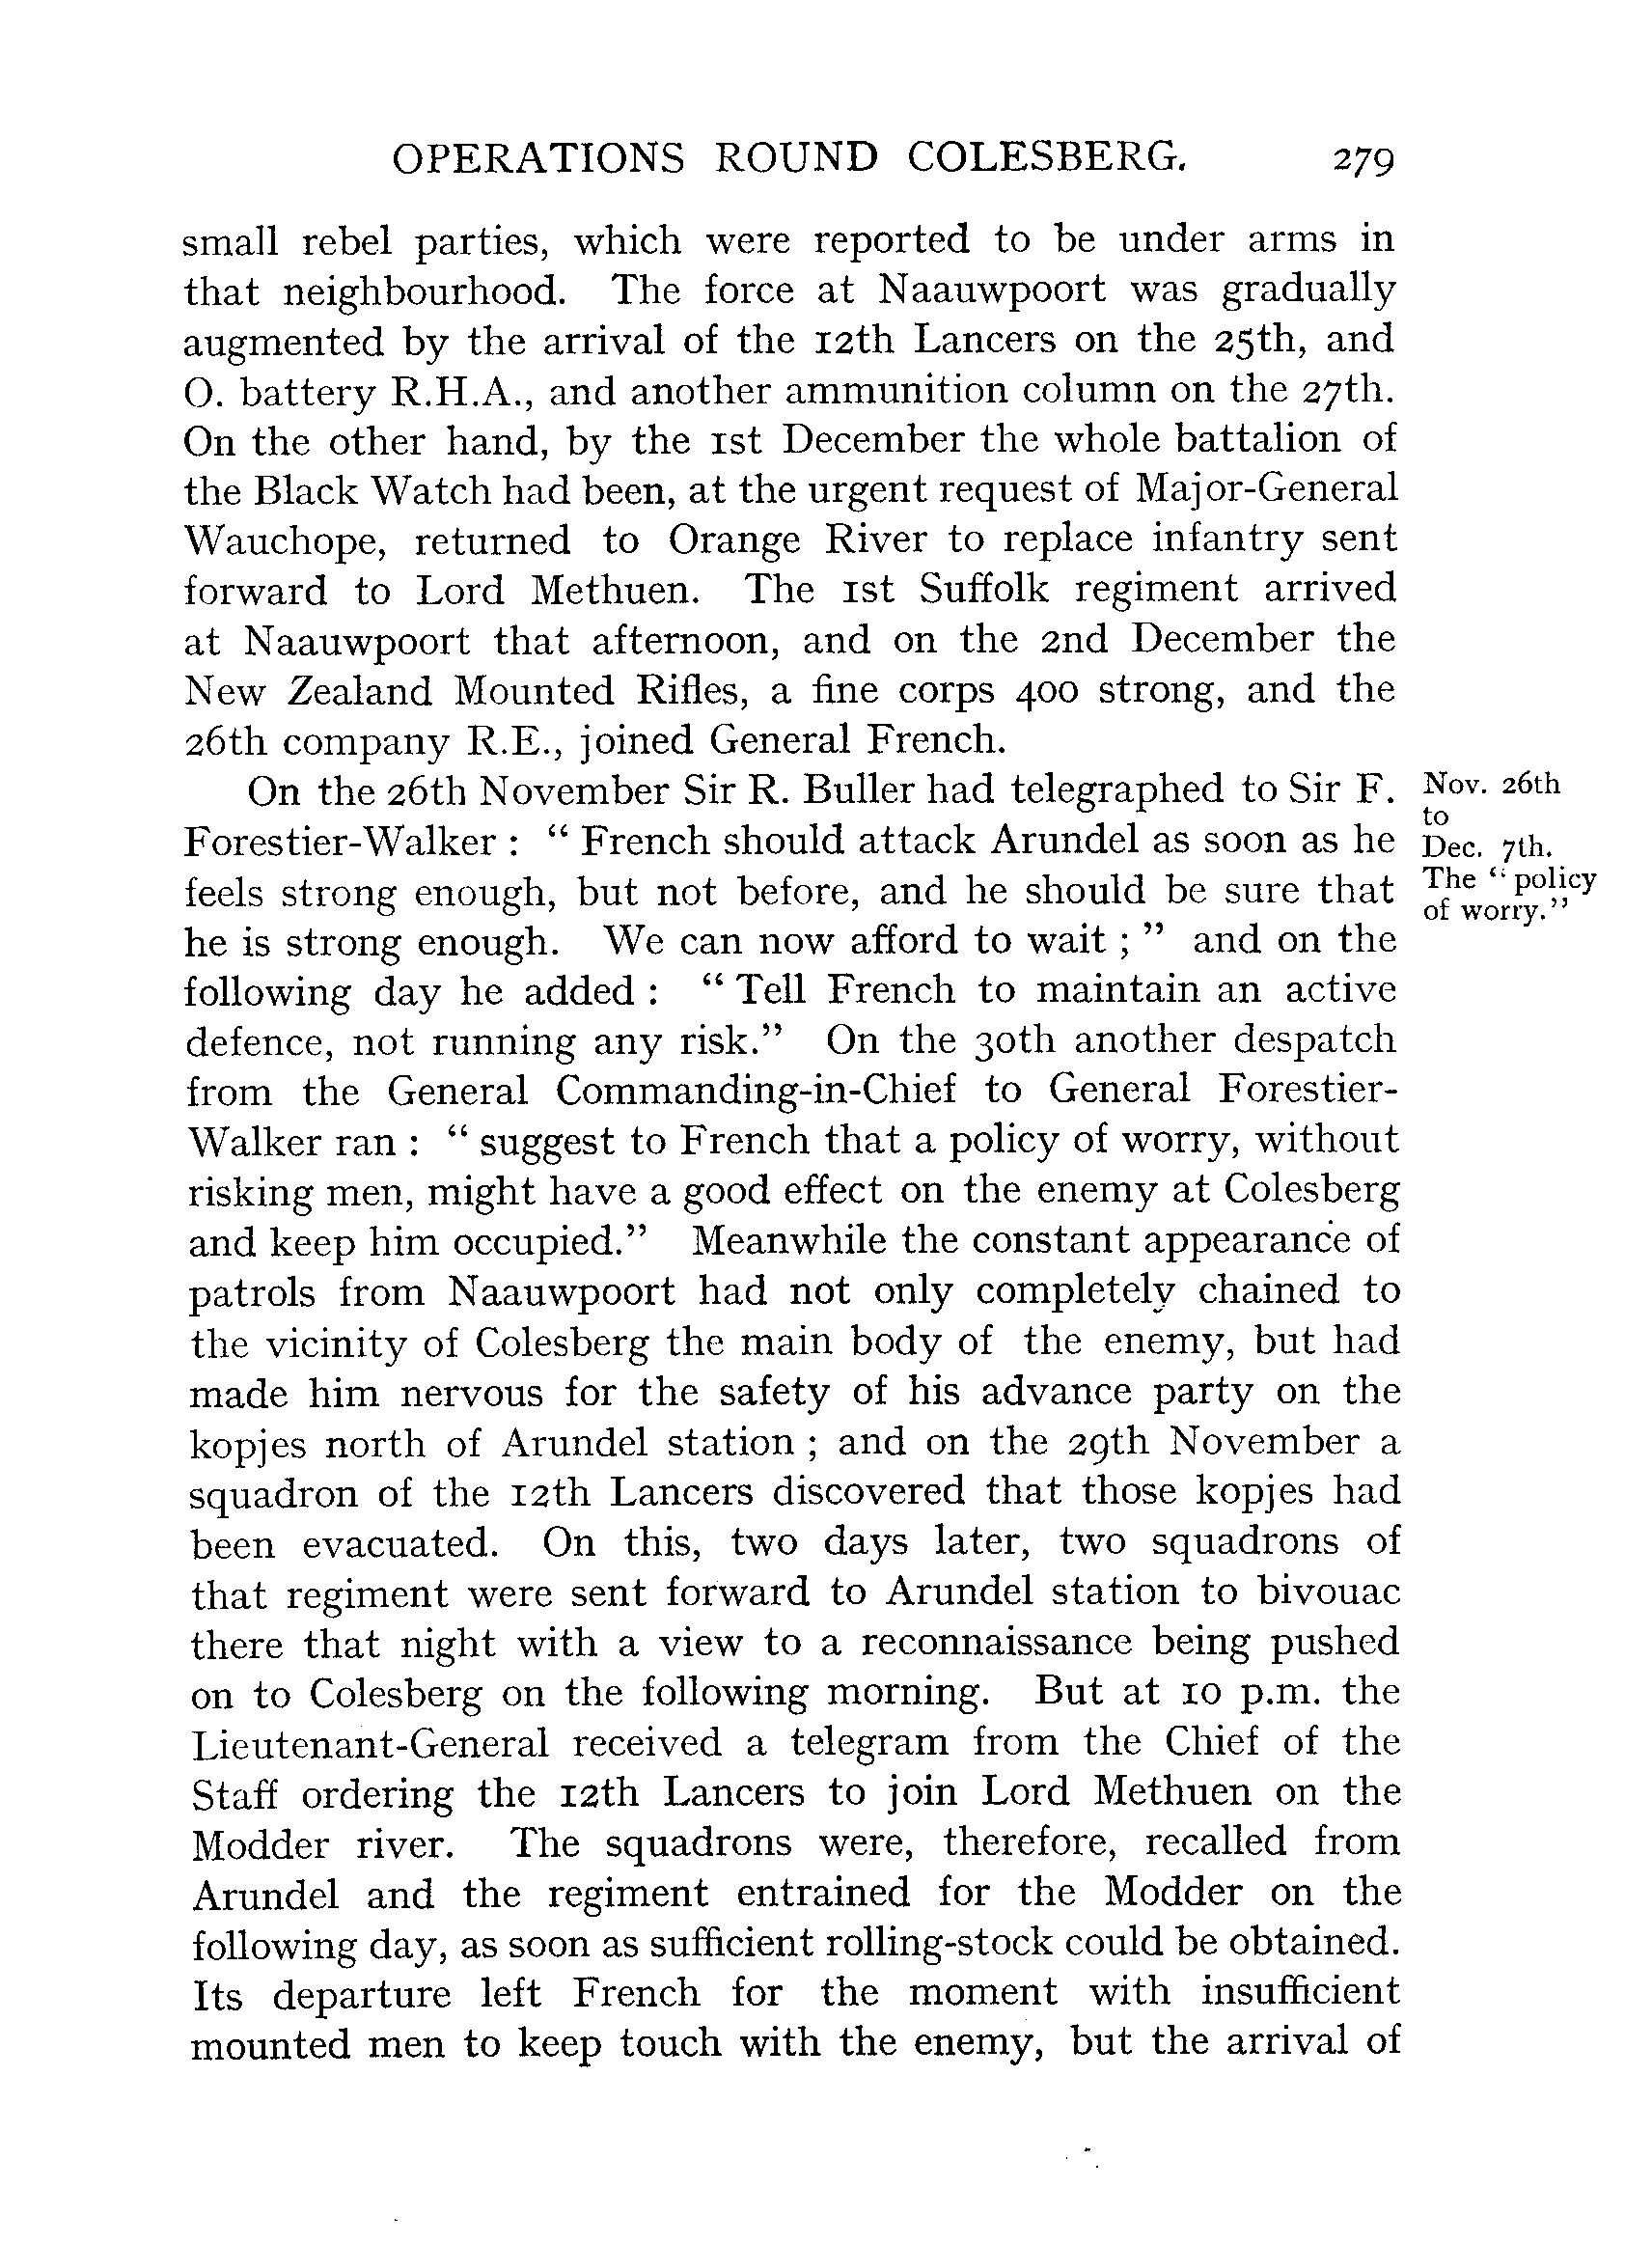 OPERATIONS ROUND COLESBERG. 279
small rebel parties, which were reported to be under arms in
that neighbourhood. The force at Naauwpoort was gradually
augmented by the arrival of the 12th Lancers on the 25th, and
O. battery R.H.A., and another ammunition column on the 27th.
On the other hand, by the 1st December the whole battalion of
the Black Watch had been, at the urgent request of Major-General
Wauchope, returned to Orange River to replace infantry sent
forward to Lord Methuen. The 1st Suffolk regiment arrived
at Naauwpoort that afternoon, and on the 2nd December the
New Zealand Mounted Rifles, a fine corps 400 strong, and the
26th company R.E., joined General French.
On the 26th November Sir R. Buller had telegraphed to Sir F.
Forestier-Walker : “ French should attack Arundel as soon as he
feels strong enough, but not before, and he should be sure that
he is strong enough. We can now afford to wait ; ” and on the
following day he added : “ Tell French to maintain an active
defence, not running any risk.” On the 30th another despatch
from the General Commanding-in-Chief to General Forestier-
Walker ran : “ suggest to French that a policy of worry, without
risking men, might have a good effect on the enemy at Colesberg
and keep him occupied.” Meanwhile the constant appearance of
patrols from Naauwpoort had not only completely chained to
the vicinity of Colesberg the main body of the enemy, but had
made him nervous for the safety of his advance party on the
kopjes north of Arundel station ; and on the 29th November a
squadron of the 12th Lancers discovered that those kopjes had
been evacuated. On this, two days later, two squadrons of
that regiment were sent forward to Arundel station to bivouac
there that night with a view to a reconnaissance being pushed
on to Colesberg on the following morning. But at 10 p.m. the
Lieutenant-General received a telegram from the Chief of the
Staff ordering the 12th Lancers to join Lord Methuen on the
Modder river. The squadrons were, therefore, recalled from
Arundel and the regiment entrained for the Modder on the
following day, as soon as sufficient rolling-stock could be obtained.
Its departure left French for the moment with insufficient
mounted men to keep touch with the enemy, but the arrival of
Nov. 26th
to
Dec. 7th.
The “ policy
of worry.”